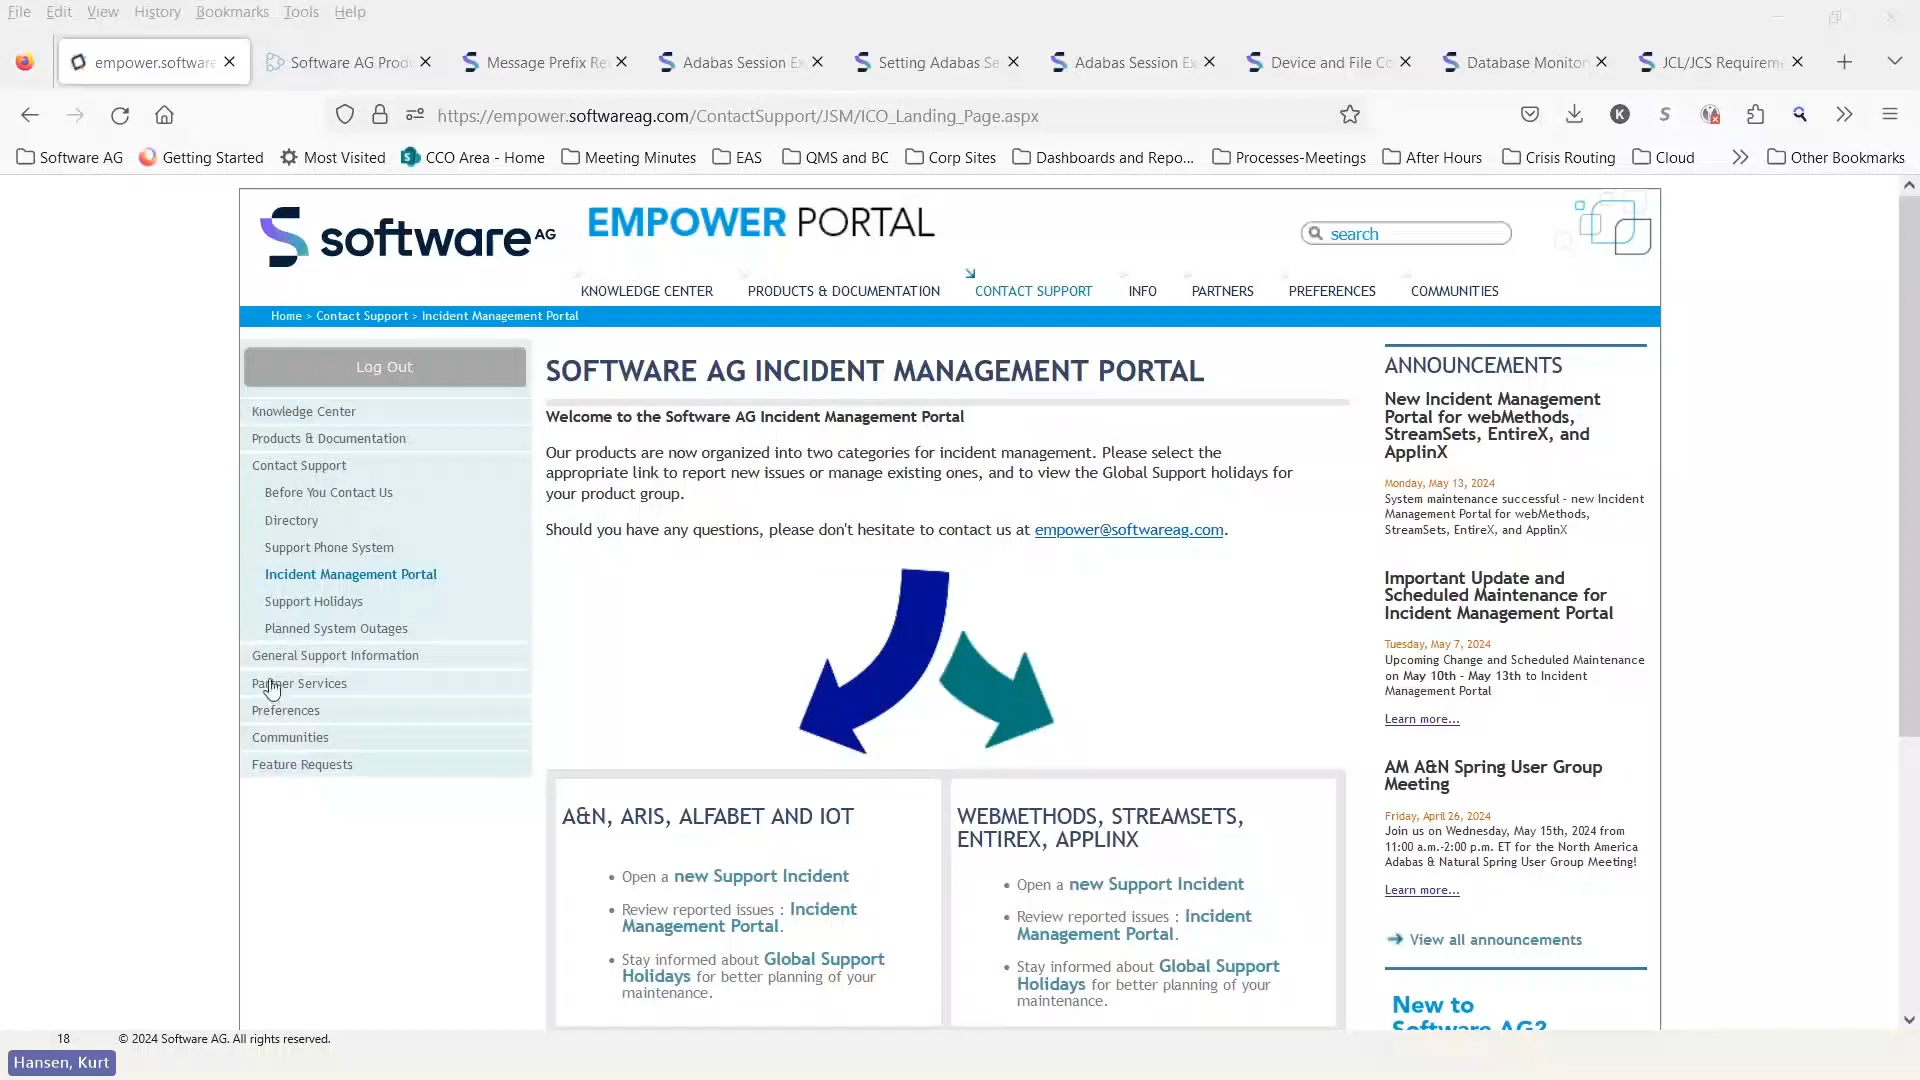 File Edit View History Bookmarks Tools Help
empower.software
Software AG Produ
Message Prefix Re
Adabas Session Ex
Setting Adabas Se
Adabas Session Ex
Device and File Co
Database Monitor
JCL/JCS Requireme
https://empower.softwareag.com/ContactSupport/JSM/ICO_Landing_Page.aspx
K
S
Software AG Getting Started Most Visited CCO Area - Home Meeting Minutes EAS QMS and BC Corp Sites Dashboards and Repo... Processes-Meetings After Hours Crisis Routing Cloud Other Bookmarks
software AG
EMPOWER PORTAL
search
KNOWLEDGE CENTER PRODUCTS & DOCUMENTATION CONTACT SUPPORT INFO PARTNERS PREFERENCES COMMUNITIES
Home > Contact Support > Incident Management Portal
Log Out
Knowledge Center
Products & Documentation
Contact Support
Before You Contact Us
Directory
Support Phone System
Incident Management Portal
Support Holidays
Planned System Outages
General Support Information
Partner Services
Preferences
Communities
Feature Requests
SOFTWARE AG INCIDENT MANAGEMENT PORTAL
Welcome to the Software AG Incident Management Portal
Our products are now organized into two categories for incident management. Please select the
appropriate link to report new issues or manage existing ones, and to view the Global Support holidays for
your product group.
Should you have any questions, please don't hesitate to contact us at empower@softwareag.com.
A&N, ARIS, ALFABET AND IOT
• Open a new Support Incident
• Review reported issues : Incident
Management Portal.
• Stay informed about Global Support
Holidays for better planning of your
maintenance.
WEBMETHODS, STREAMSETS,
ENTIREX, APPLINX
• Open a new Support Incident
• Review reported issues : Incident
Management Portal.
• Stay informed about Global Support
Holidays for better planning of your
maintenance.
ANNOUNCEMENTS
New Incident Management
Portal for webMethods,
StreamSets, EntireX, and
ApplinX
Monday, May 13, 2024
System maintenance successful - new Incident
Management Portal for webMethods,
StreamSets, EntireX, and ApplinX
Important Update and
Scheduled Maintenance for
Incident Management Portal
Tuesday, May 7, 2024
Upcoming Change and Scheduled Maintenance
on May 10th - May 13th to Incident
Management Portal
Learn more...
AM A&N Spring User Group
Meeting
Friday, April 26, 2024
Join us on Wednesday, May 15th, 2024 from
11:00 a.m.-2:00 p.m. ET for the North America
Adabas & Natural Spring User Group Meeting!
Learn more...
View all announcements
New to
Software AG?
18 © 2024 Software AG. All rights reserved.
Hansen, Kurt